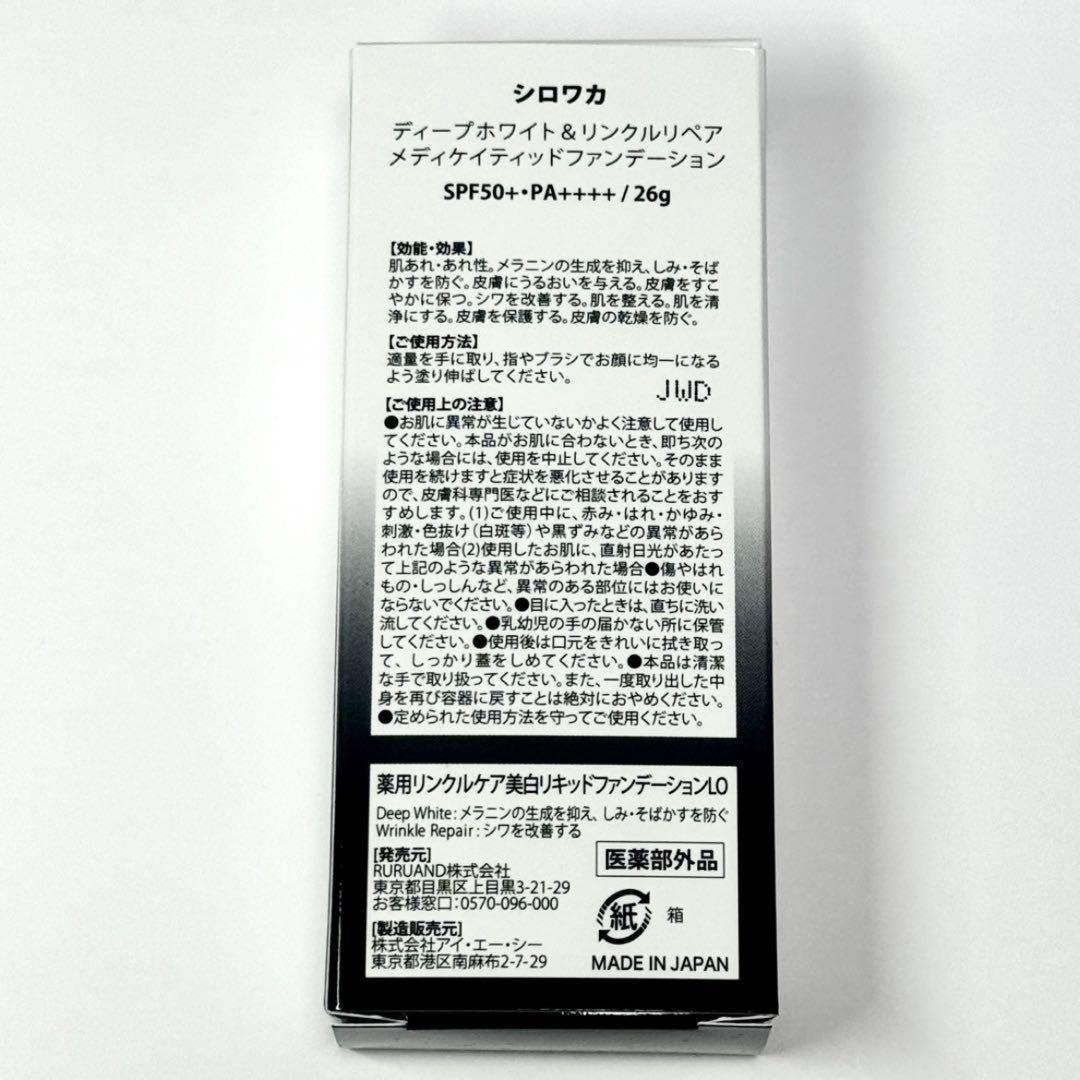 シロワカ
ディープホワイト&リンクルリペア
メディケイティッドファンデーション
SPF50+・PA++++ / 26g
【効能・効果】
肌あれ・あれ性。メラニンの生成を抑え、しみ・そば
かすを防ぐ。皮膚にうるおいを与える。皮膚をすこ
やかに保つ。シワを改善する。肌を整える。肌を清
浄にする。皮膚を保護する。皮膚の乾燥を防ぐ。
【ご使用方法】
適量を手に取り、指やブラシでお顔に均一になる
よう塗り伸ばしてください。
JWD
【ご使用上の注意】
●お肌に異常が生じていないかよく注意して使用し
てください。本品がお肌に合わないとき、即ち次の
ような場合には、使用を中止してください。そのまま
使用を続けますと症状を悪化させることがあります
ので、皮膚科専門医などにご相談されることをおす
すめします。(1)ご使用中に、赤み・はれ・かゆみ・
刺激・色抜け(白斑等)や黒ずみなどの異常があら
われた場合(2)使用したお肌に、直射日光があたっ
て上記のような異常があらわれた場合●傷やはれ
もの・しっしんなど、異常のある部位にはお使いに
ならないでください。●目に入ったときは、直ちに洗い
流してください。●乳幼児の手の届かない所に保管
してください。●使用後は口元をきれいに拭き取っ
て、しっかり蓋をしめてください。●本品は清潔
な手で取り扱ってください。また、一度取り出した中
身を再び容器に戻すことは絶対におやめください。
●定められた使用方法を守ってご使用ください。
薬用リンクルケア美白リキッドファンデーションLO
Deep White : メラニンの生成を抑え、しみ・そばかすを防ぐ
Wrinkle Repair : シワを改善する
[発売元]
RURUAND株式会社
東京都目黒区上目黒3-21-29
お客様窓口:0570-096-000
[製造販売元]
株式会社アイ・エー・シー
東京都港区南麻布2-7-29
医薬部外品
紙 箱
MADE IN JAPAN